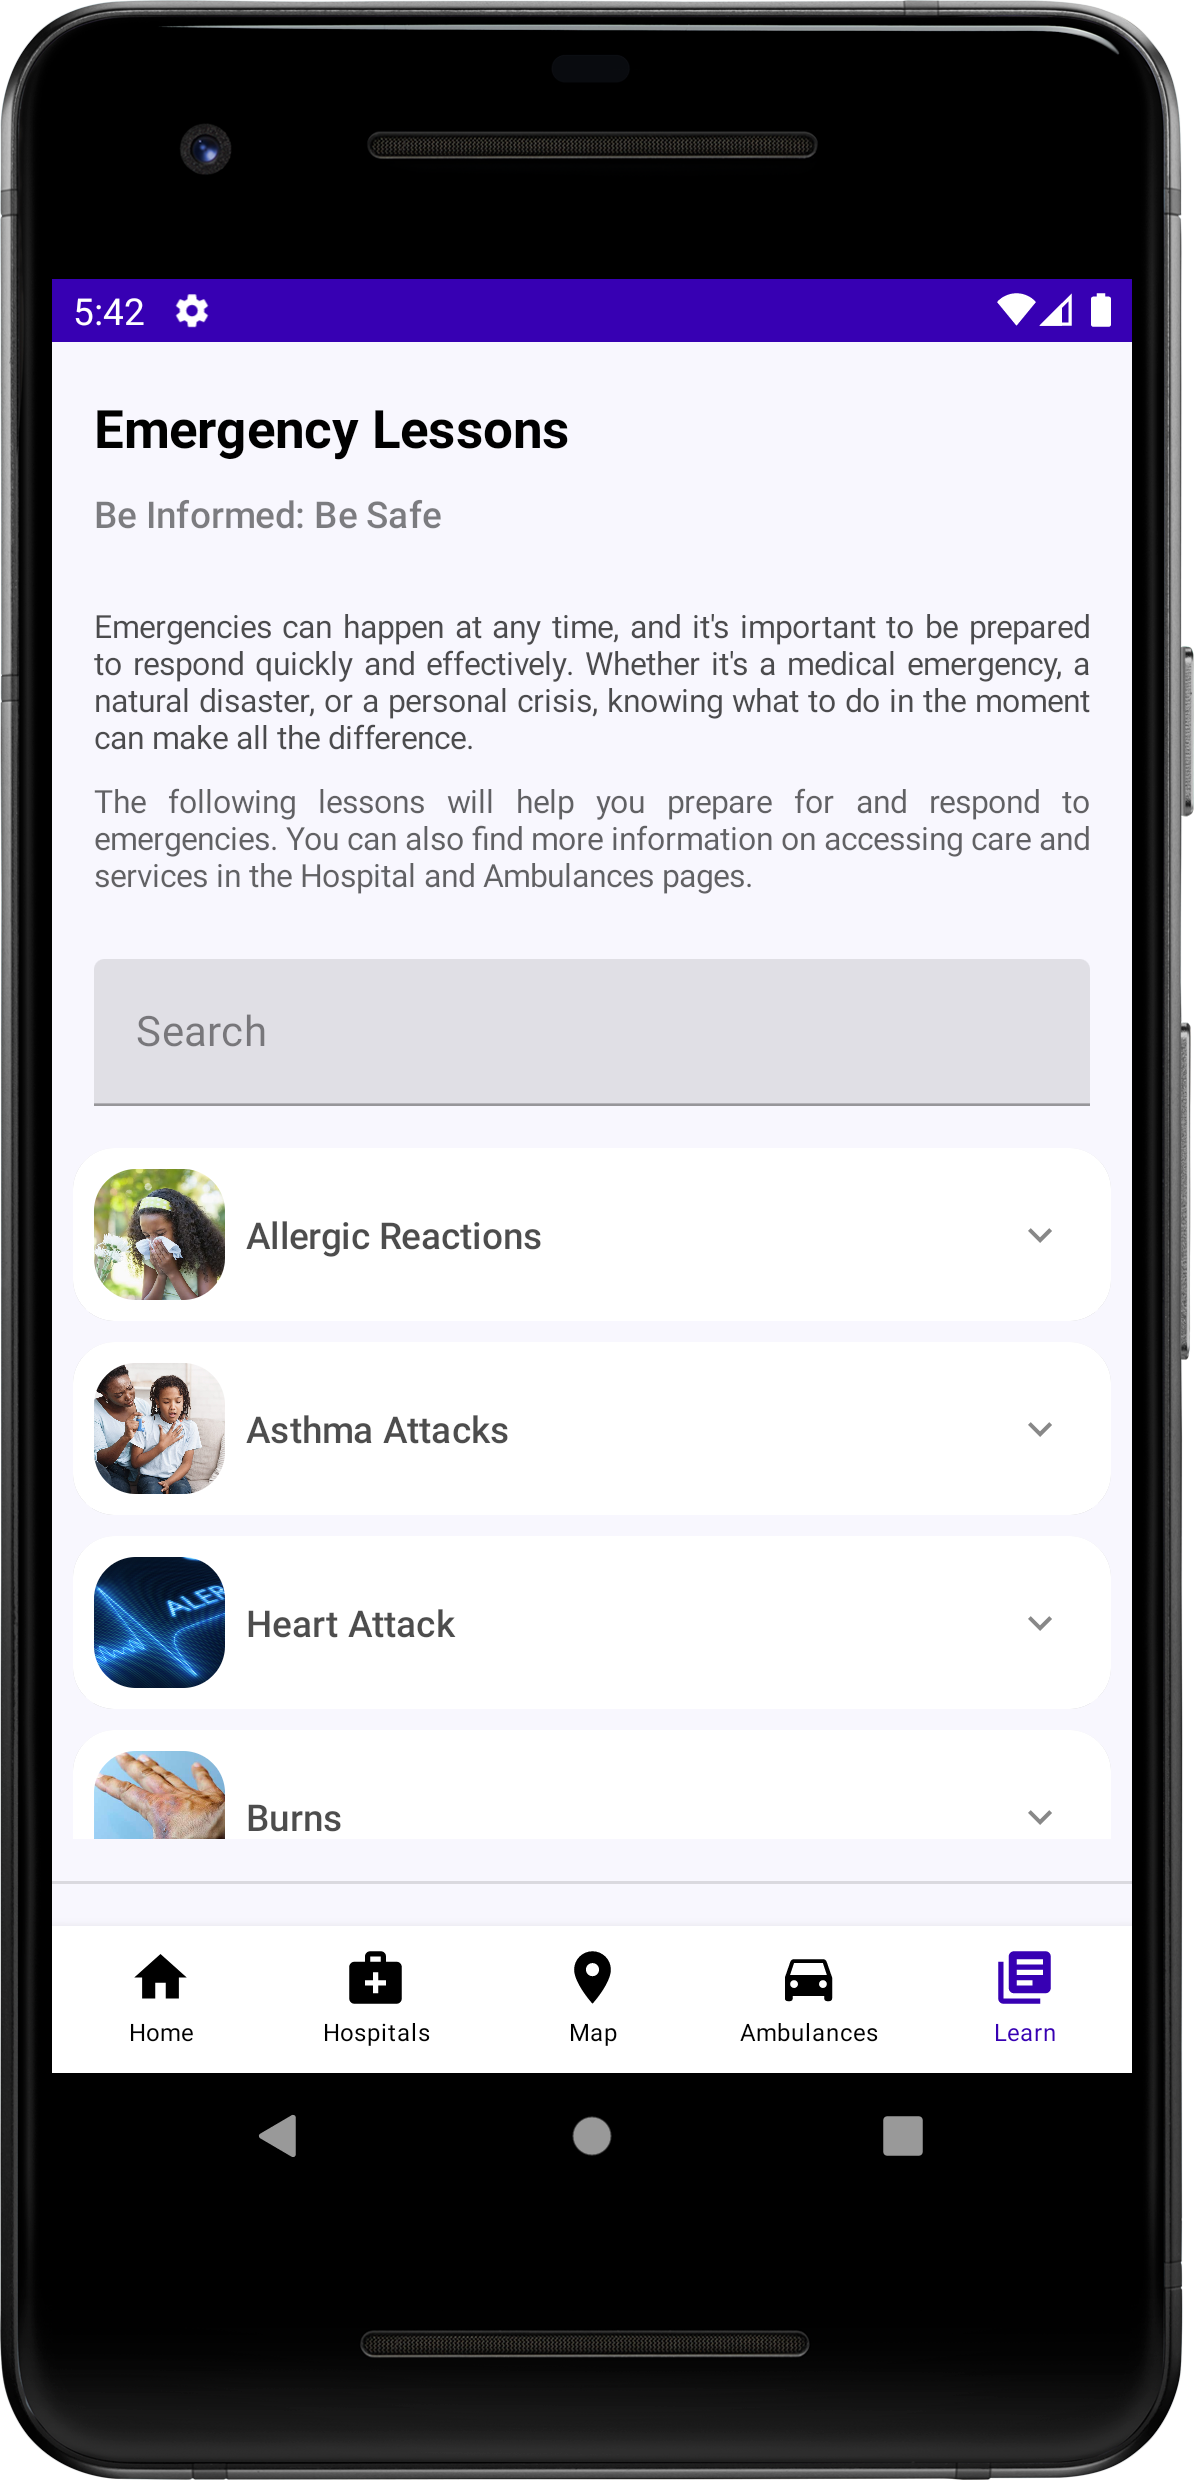 5:42
Emergency Lessons
Be Informed: Be Safe
Emergencies can happen at any time, and it's important to be prepared
to respond quickly and effectively. Whether it's a medical emergency, a
natural disaster, or a personal crisis, knowing what to do in the moment
can make all the difference.
The following lessons will help you prepare for and respond to
emergencies. You can also find more information on accessing care and
services in the Hospital and Ambulances pages.
Search
Allergic Reactions
Asthma Attacks
ALER
Heart Attack
Burns
Home Hospitals Map Ambulances Learn